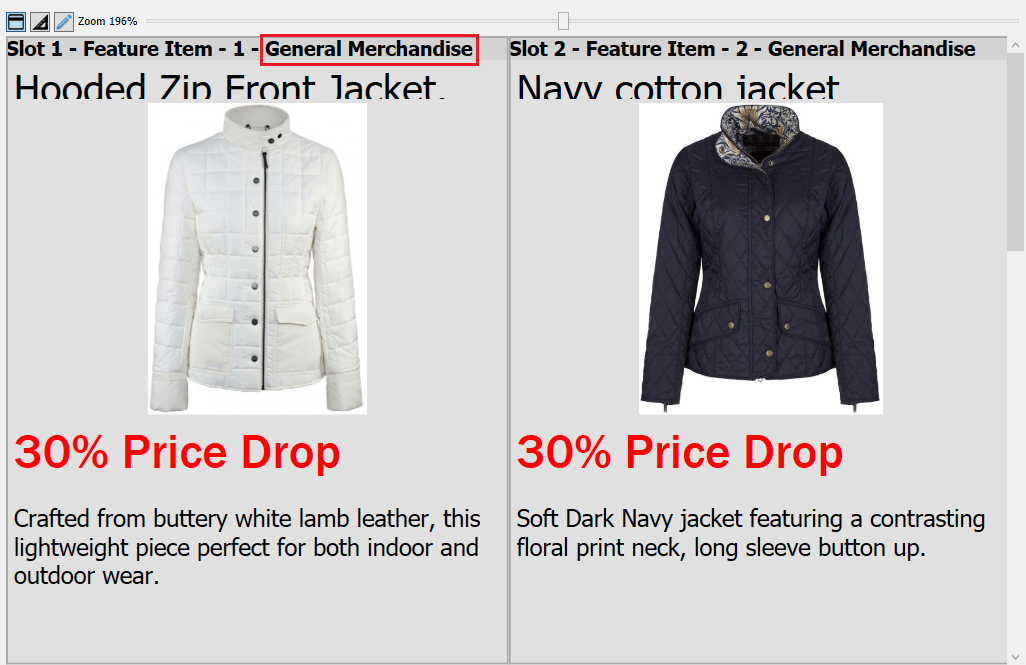 Zoom 196%
Slot 1 - Feature Item - 1 - General Merchandise
Hooded Zip Front Jacket.
30% Price Drop
Crafted from buttery white lamb leather, this
lightweight piece perfect for both indoor and
outdoor wear.
Slot 2 - Feature Item - 2 - General Merchandise
Navy cotton jacket
30% Price Drop
Soft Dark Navy jacket featuring a contrasting
floral print neck, long sleeve button up.